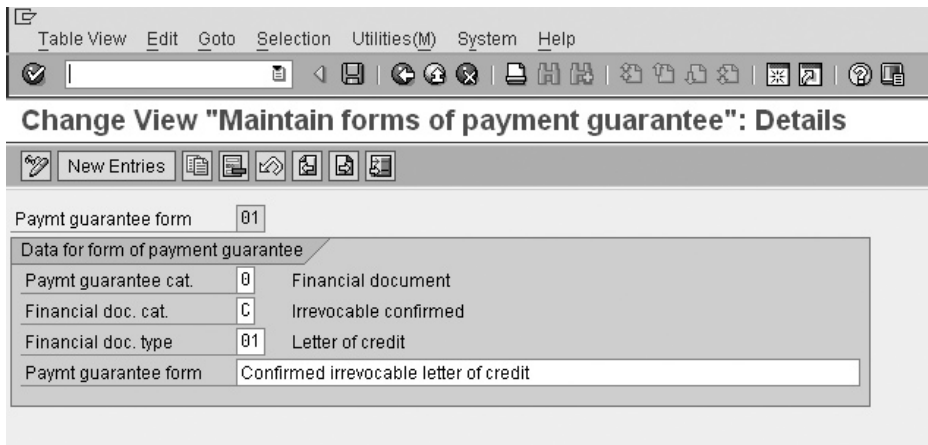 Table View Edit Goto Selection Utilities(M) System Help
Change View "Maintain forms of payment guarantee": Details
New Entries
Paymt guarantee form 01
Data for form of payment guarantee
Paymt guarantee cat. 0 Financial document
Financial doc. cat. C Irrevocable confirmed
Financial doc. type 01 Letter of credit
Paymt guarantee form Confirmed irrevocable letter of credit